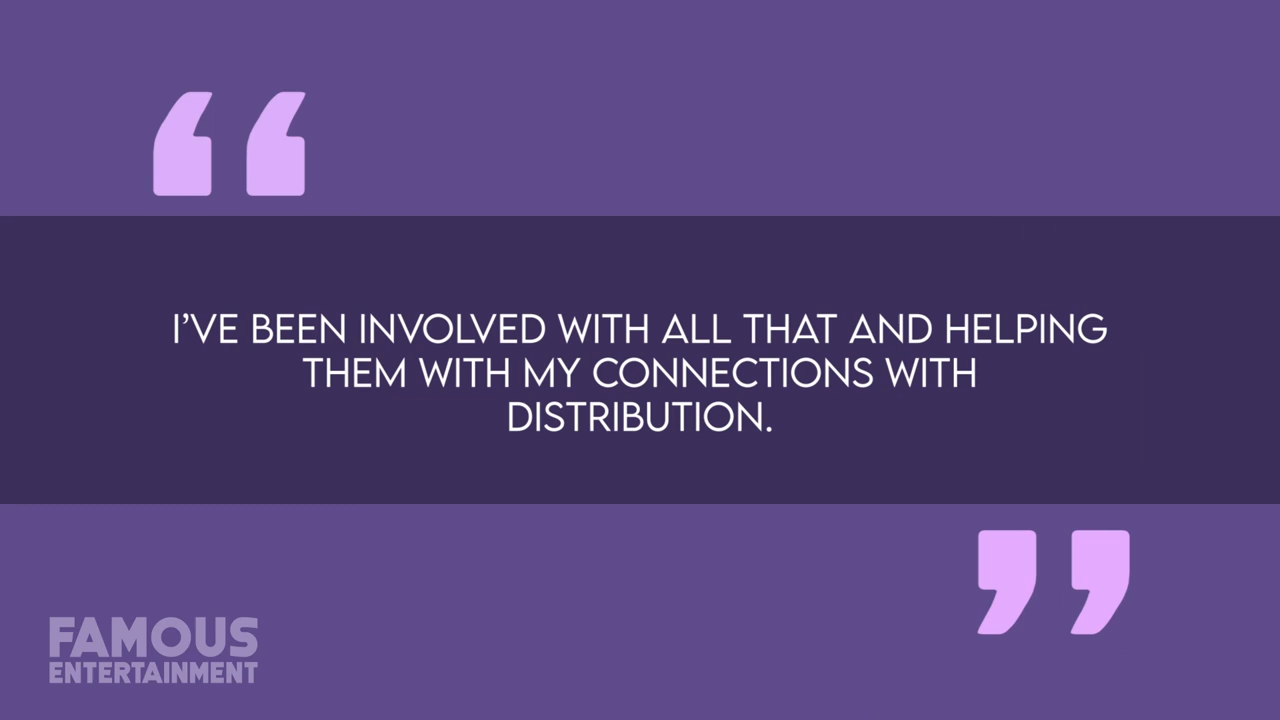 “
I’VE BEEN INVOLVED WITH ALL THAT AND HELPING
THEM WITH MY CONNECTIONS WITH
DISTRIBUTION.
”
FAMOUS
ENTERTAINMENT